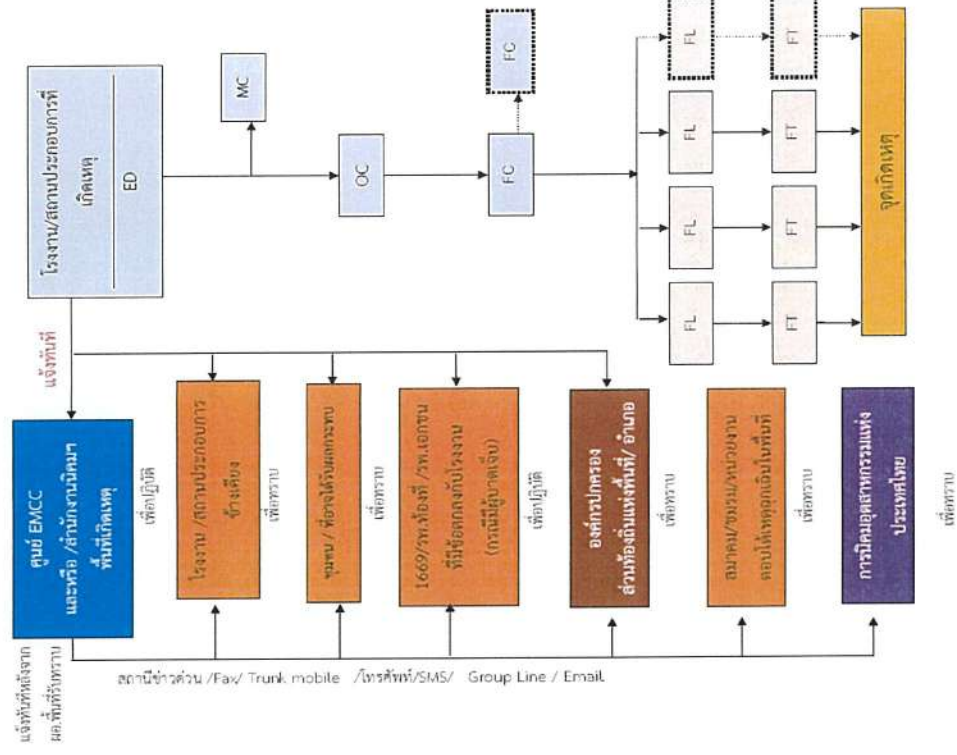 โรงงาน/สถานประกอบการที่
เกิดเหตุ
ED
MC
OC
FC
FC
FL
FL
FL
FL
FT
FT
FT
FT
จุดเกิดเหตุ
แจ้งทันที
ศูนย์ EMCC
และหรือ /สำนักงานนิคมฯ
พื้นที่เกิดเหตุ
เพื่อปฏิบัติ
โรงงาน /สถานประกอบการ
ข้างเคียง
เพื่อทราบ
ชุมชน / ที่อาจได้รับผลกระทบ
เพื่อทราบ
1669/รพ.ท้องที่ /รพ.เอกชน
ที่มีข้อตกลงกับโรงงาน
(กรณีมีผู้บาดเจ็บ)
เพื่อปฏิบัติ
องค์กรปกครอง
ส่วนท้องถิ่นแห่งพื้นที่/ อำเภอ
เพื่อทราบ
สมาคม/ชมรม/หน่วยงาน
ตอบโต้เหตุฉุกเฉินในพื้นที่
เพื่อทราบ
การนิคมอุตสาหกรรมแห่ง
ประเทศไทย
เพื่อทราบ
แจ้งทันทีหลังจาก
ผอ.พื้นที่รับทราบ
สถานีข่าวด่วน /Fax/ Trunk mobile /โทรศัพท์/SMS/ Group Line / Email